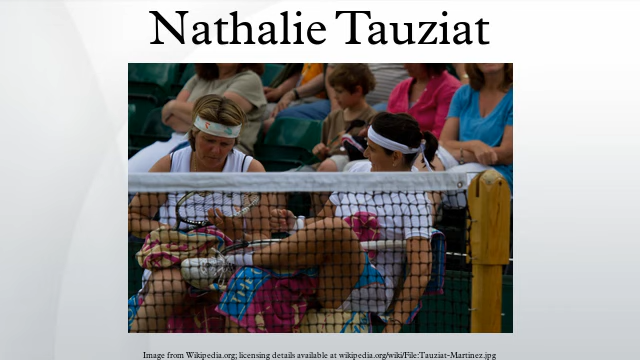 Nathalie Tauziat
Image from Wikipedia.org; licensing details available at wikipedia.org/wiki/File:Tauziat-Martinez.jpg